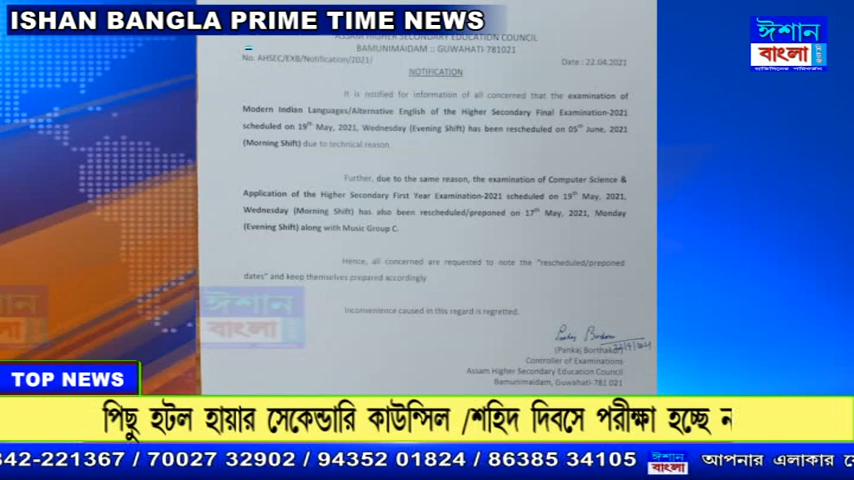 ISHAN BANGLA PRIME TIME NEWS
ঈশান
বাংলা
ASSAM HIGHER SECONDARY EDUCATION COUNCIL
BAMUNIMAIDAM :: GUWAHATI-781021
No. AHSEC/EXB/Notification/2021/
Date : 22.04.2021
NOTIFICATION
It is notified for information of all concerned that the examination of
Modern Indian Languages/Alternative English of the Higher Secondary Final Examination-2021
scheduled on 19th May, 2021, Wednesday (Evening Shift) has been rescheduled on 05th June, 2021
(Morning Shift) due to technical reason.
Further, due to the same reason, the examination of Computer Science &
Application of the Higher Secondary First Year Examination-2021 scheduled on 19th May, 2021,
Wednesday (Morning Shift) has also been rescheduled/preponed on 17th May, 2021, Monday
(Evening Shift) along with Music Group C.
Hence, all concerned are requested to note the "rescheduled/preponed
dates" and keep themselves prepared accordingly
Inconvenience caused in this regard is regretted.
ঈশান
বাংলা
(Pankaj Borthakur)
Controller of Examinations
Assam Higher Secondary Education Council
Bamunimaidam, Guwahati-781 021
TOP NEWS
পিছু হটল হায়ার সেকেন্ডারি কাউন্সিল /শহিদ দিবসে পরীক্ষা হচ্ছে ন
342-221367 / 70027 32902 / 94352 01824 / 86385 34105 ঈশান বাংলা আপনার এলাকার